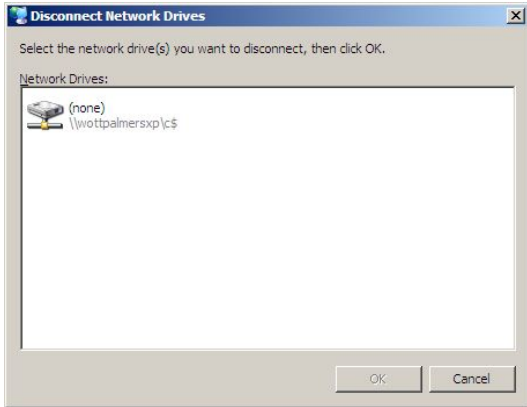 Disconnect Network Drives
Select the network drive(s) you want to disconnect, then click OK.
Network Drives:
(none)
\\wottpalmersxp\c$
OK
Cancel